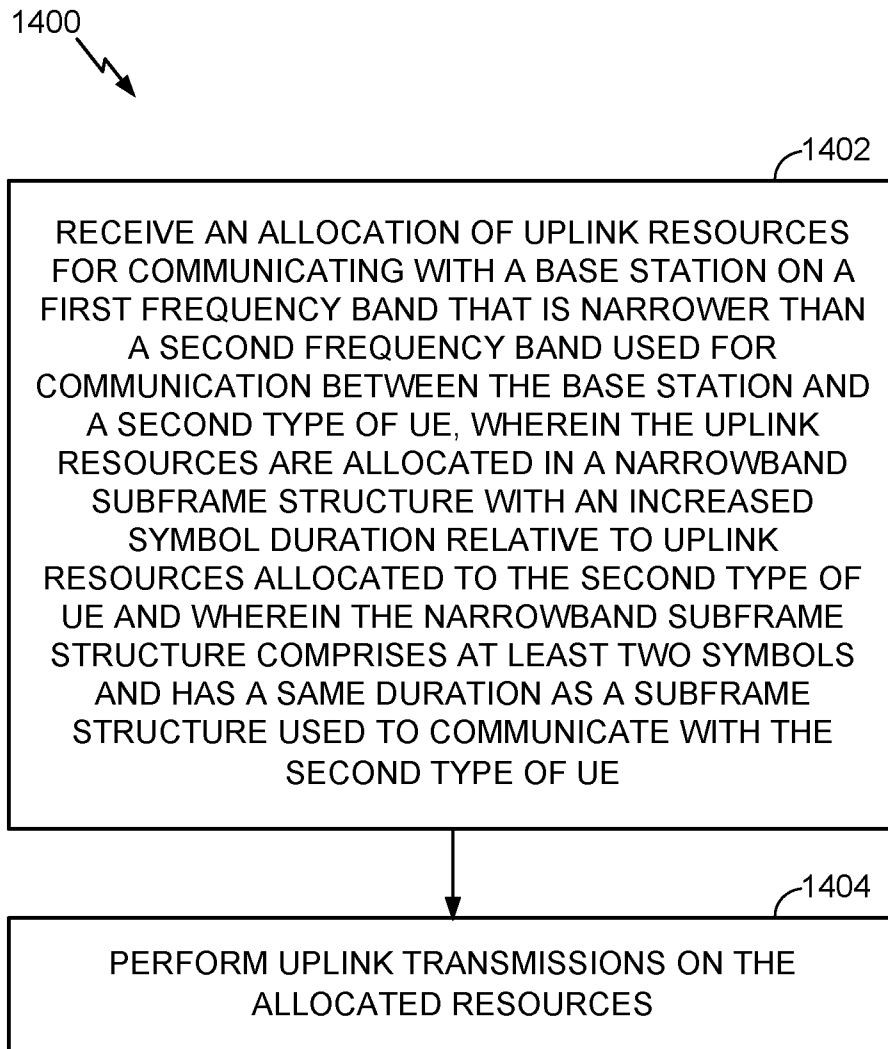 1400
1402
RECEIVE AN ALLOCATION OF UPLINK RESOURCES
FOR COMMUNICATING WITH A BASE STATION ON A
FIRST FREQUENCY BAND THAT IS NARROWER THAN
A SECOND FREQUENCY BAND USED FOR
COMMUNICATION BETWEEN THE BASE STATION AND
A SECOND TYPE OF UE, WHEREIN THE UPLINK
RESOURCES ARE ALLOCATED IN A NARROWBAND
SUBFRAME STRUCTURE WITH AN INCREASED
SYMBOL DURATION RELATIVE TO UPLINK
RESOURCES ALLOCATED TO THE SECOND TYPE OF
UE AND WHEREIN THE NARROWBAND SUBFRAME
STRUCTURE COMPRISES AT LEAST TWO SYMBOLS
AND HAS A SAME DURATION AS A SUBFRAME
STRUCTURE USED TO COMMUNICATE WITH THE
SECOND TYPE OF UE
1404
PERFORM UPLINK TRANSMISSIONS ON THE
ALLOCATED RESOURCES